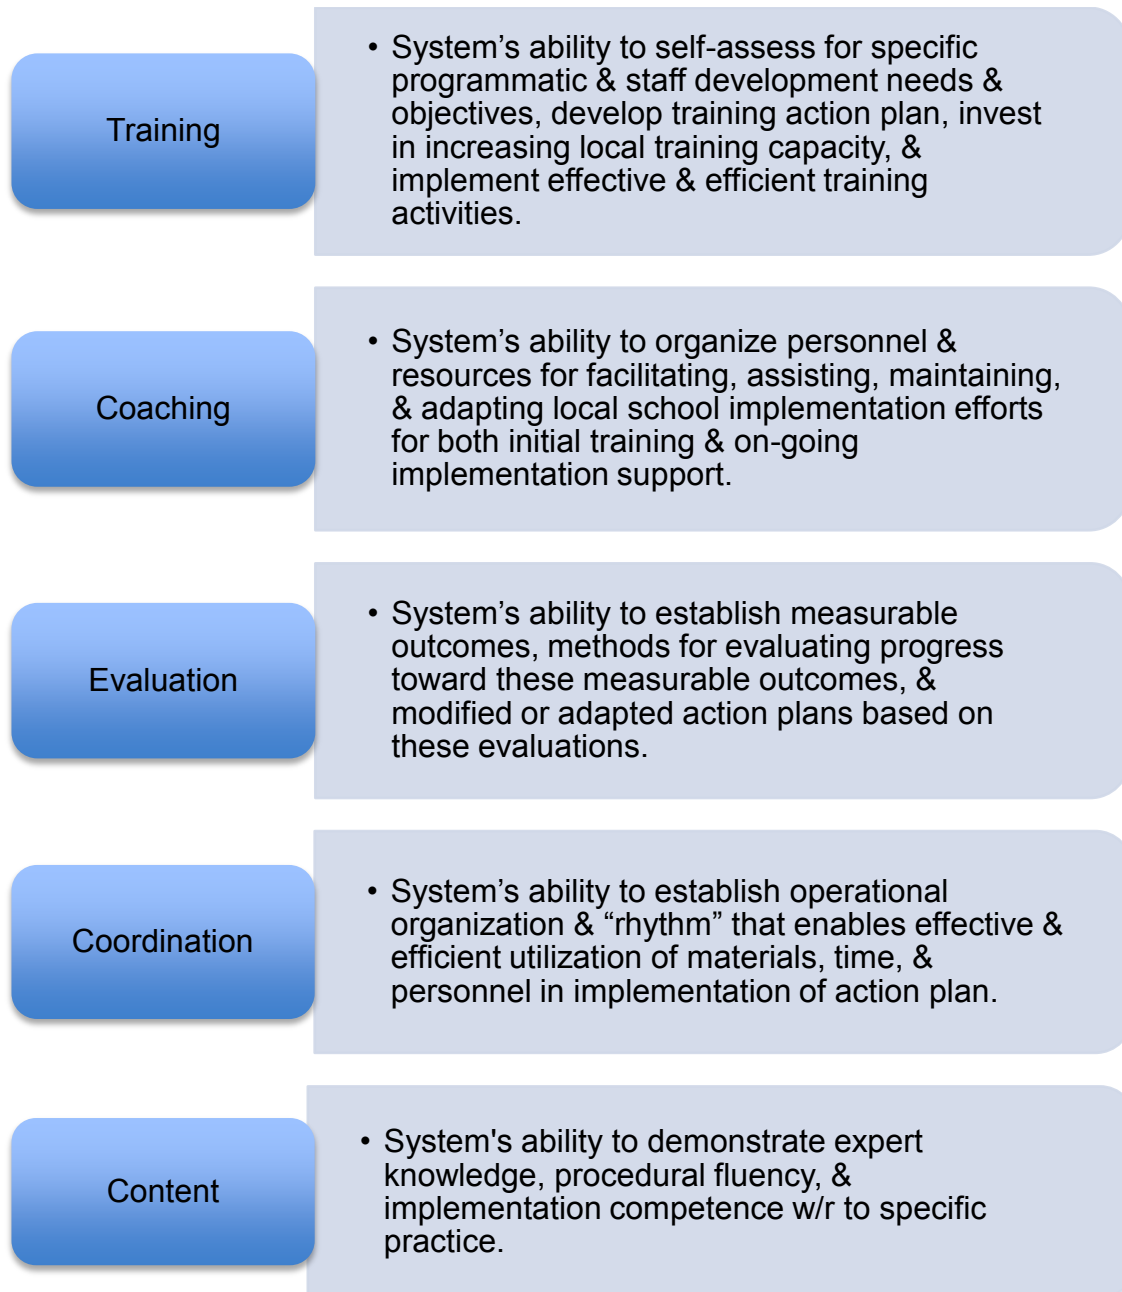 Training
• System’s ability to self-assess for specific
programmatic & staff development needs &
objectives, develop training action plan, invest
in increasing local training capacity, &
implement effective & efficient training
activities.
Coaching
• System’s ability to organize personnel &
resources for facilitating, assisting, maintaining,
& adapting local school implementation efforts
for both initial training & on-going
implementation support.
Evaluation
• System’s ability to establish measurable
outcomes, methods for evaluating progress
toward these measurable outcomes, &
modified or adapted action plans based on
these evaluations.
Coordination
• System’s ability to establish operational
organization & “rhythm” that enables effective &
efficient utilization of materials, time, &
personnel in implementation of action plan.
Content
• System's ability to demonstrate expert
knowledge, procedural fluency, &
implementation competence w/r to specific
practice.